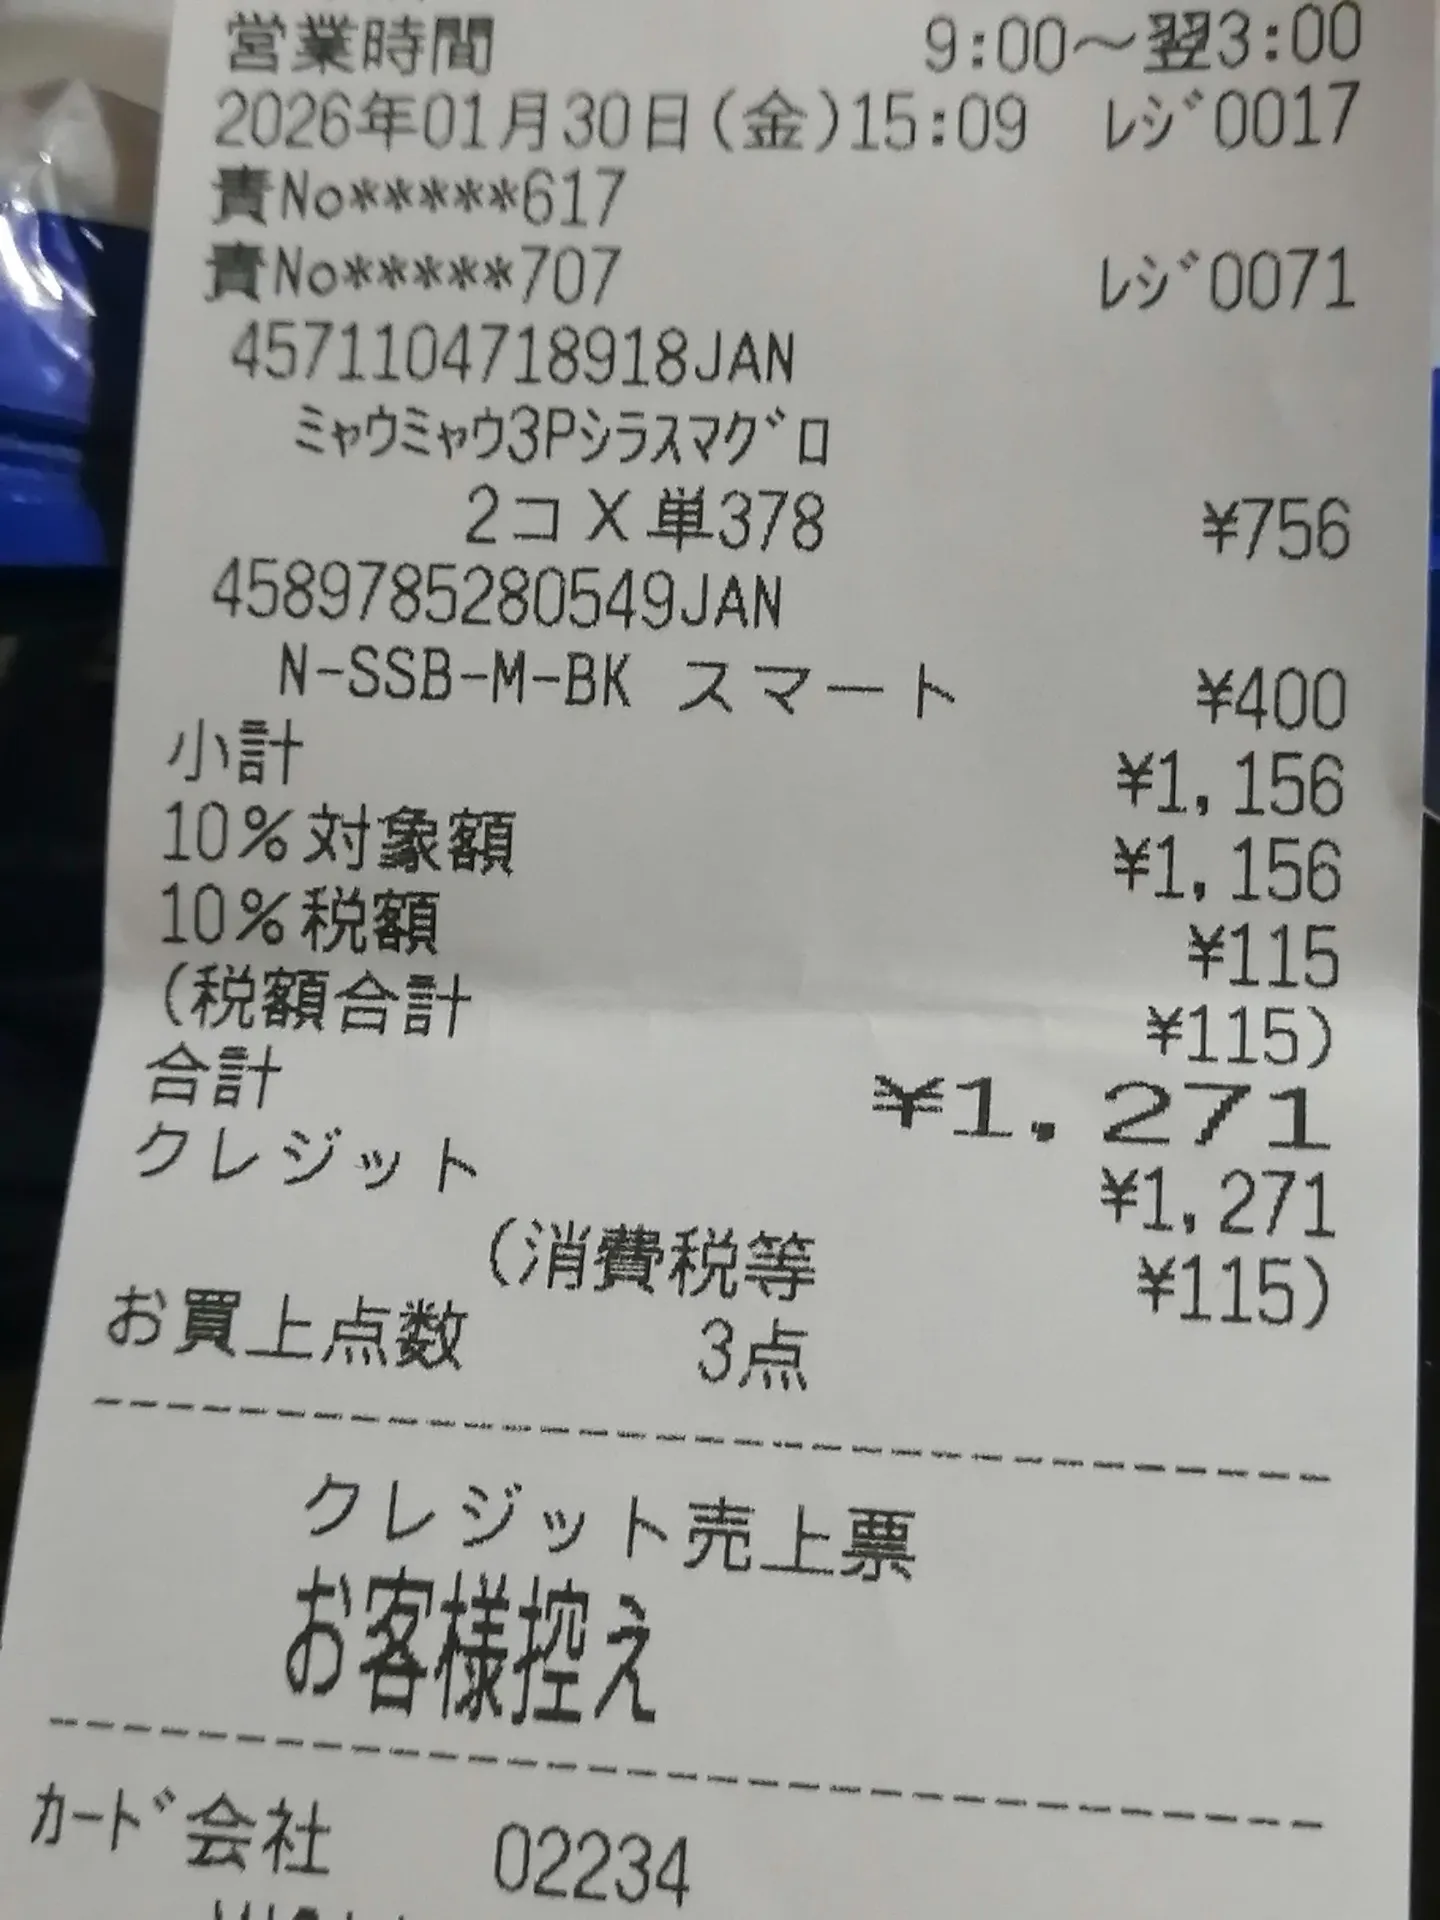 営業時間 9:00～翌3:00
2026年01月30日(金)15:09 ﾚｼﾞ0017
責No*****617
責No*****707 ﾚｼﾞ0071
4571104718918JAN
ﾐｬｳﾐｬｳ3Pｼﾗｽﾏｸﾞﾛ
2コX単378 ¥756
4589785280549JAN
N-SSB-M-BK スマート ¥400
小計 ¥1,156
10%対象額 ¥1,156
10%税額 ¥115
(税額合計 ¥115)
合計 ¥1,271
クレジット ¥1,271
(消費税等 ¥115)
お買上点数 3点
クレジット売上票
お客様控え
ｶｰﾄﾞ会社 02234